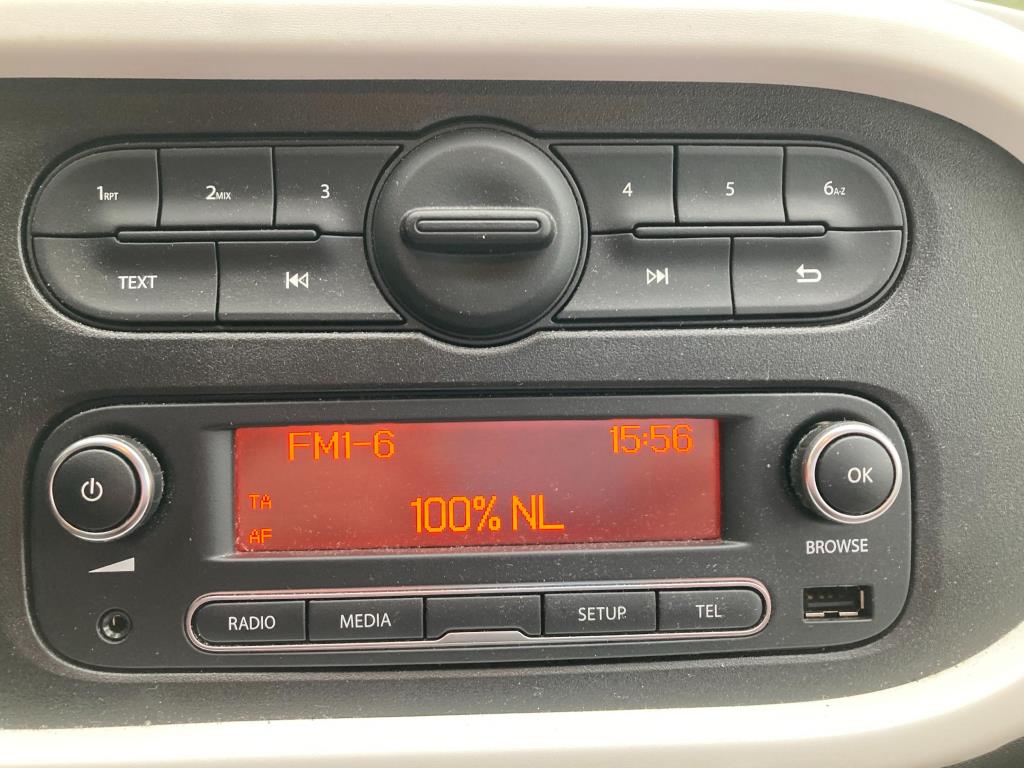 1RPT 2MIX 3 4 5 6A-Z
TEXT
FM1-6 15:56
TA
100% NL
AF
OK
BROWSE
RADIO MEDIA SETUP TEL